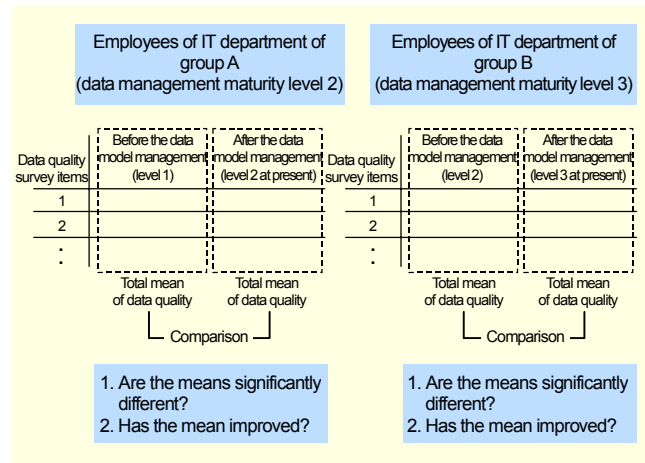 Employees of IT department of
group A
(data management maturity level 2)
Data quality
survey items
Before the data
model management
(level 1)
After the data
model management
(level 2 at present)
1
2
:
Total mean
of data quality
Total mean
of data quality
Comparison
1. Are the means significantly
different?
2. Has the mean improved?
Employees of IT department of
group B
(data management maturity level 3)
Data quality
survey items
Before the data
model management
(level 2)
After the data
model management
(level 3 at present)
1
2
:
Total mean
of data quality
Total mean
of data quality
Comparison
1. Are the means significantly
different?
2. Has the mean improved?